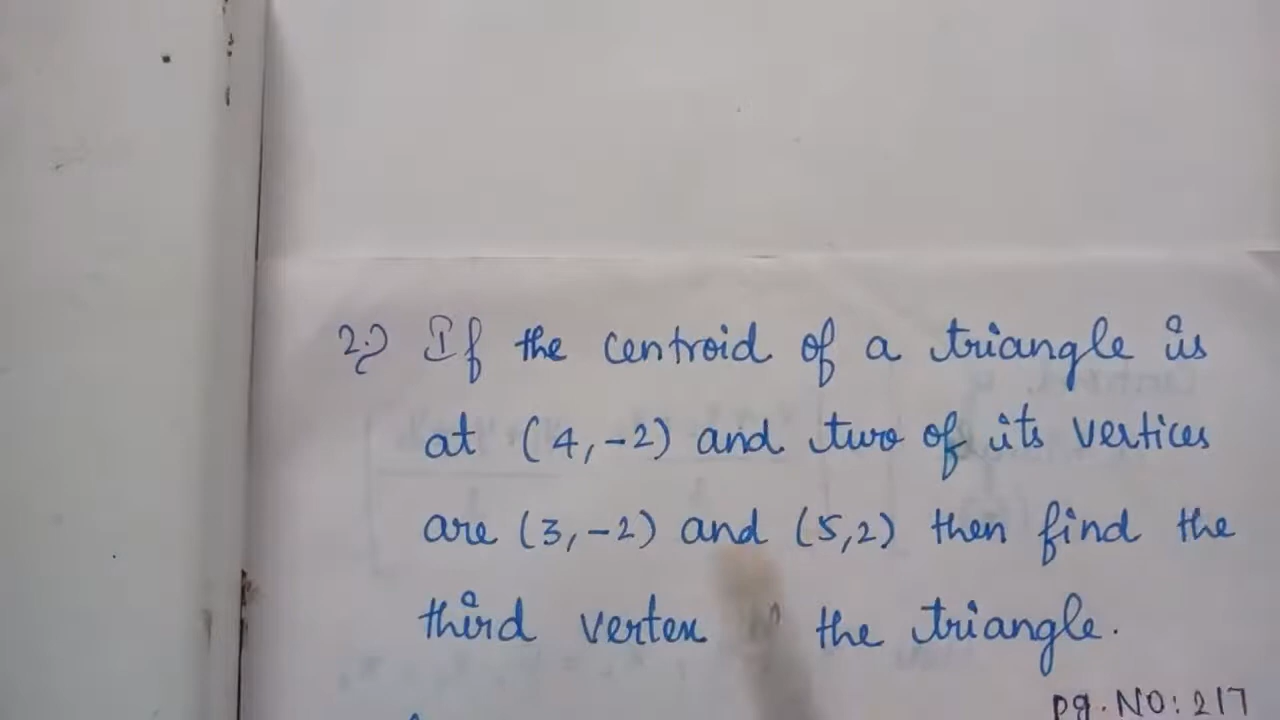 2.) If the centroid of a triangle is
at (4,-2) and two of its vertices
are (3,-2) and (5,2) then find the
third vertex the triangle.
pg. NO: 217